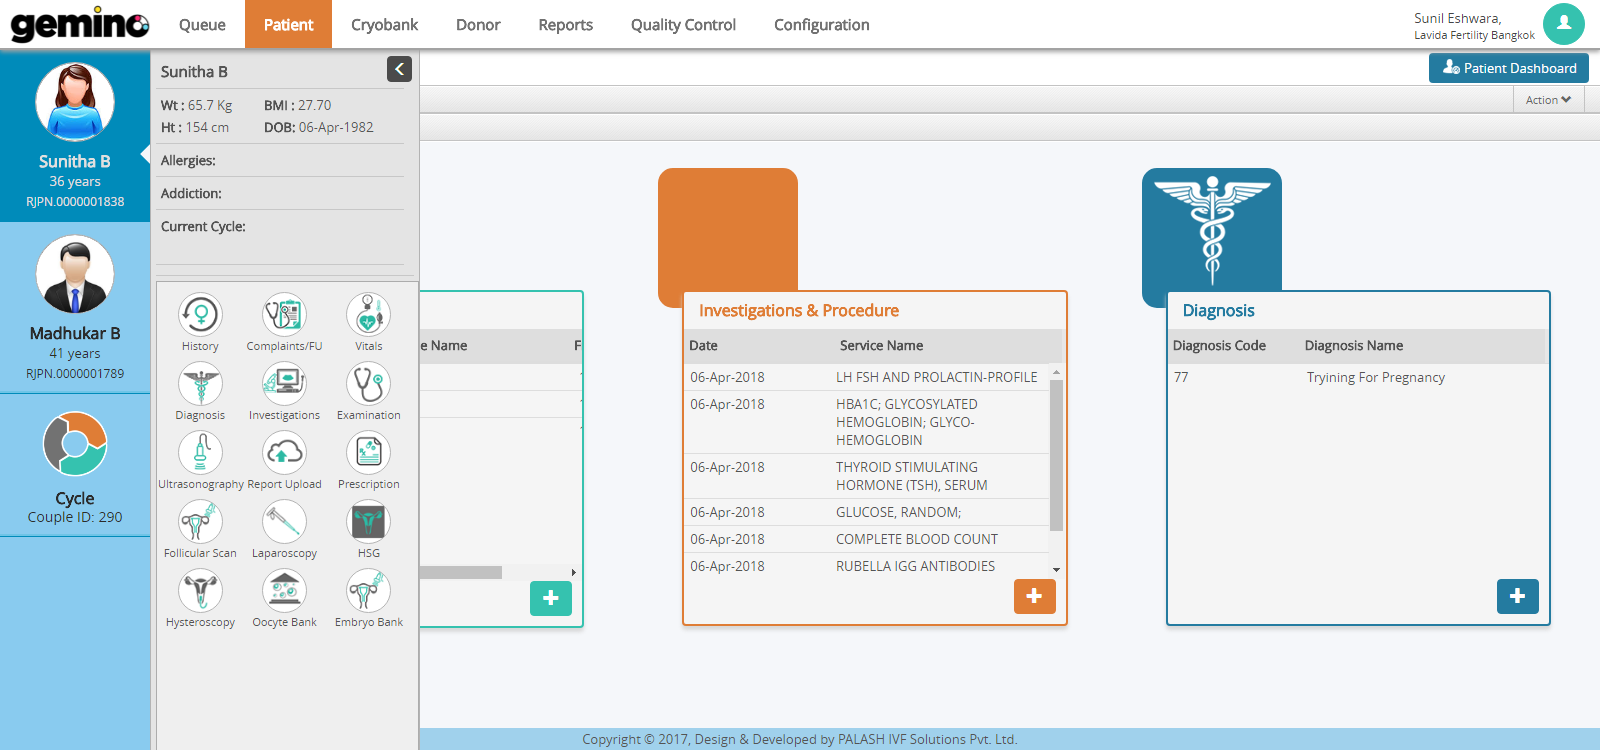 gemino
Queue
Patient
Cryobank
Donor
Reports
Quality Control
Configuration
Sunil Eshwara,
Lavida Fertility Bangkok
Sunitha B
36 years
RJPN.0000001838
Madhukar B
41 years
RJPN.0000001789
Cycle
Couple ID: 290
Sunitha B
Wt : 65.7 Kg BMI : 27.70
Ht : 154 cm DOB: 06-Apr-1982
Allergies:
Addiction:
Current Cycle:
History Complaints/FU Vitals
Diagnosis Investigations Examination
Ultrasonography Report Upload Prescription
Follicular Scan Laparoscopy HSG
Hysteroscopy Oocyte Bank Embryo Bank
Patient Dashboard
Action
e Name F
Investigations & Procedure
Date Service Name
06-Apr-2018 LH FSH AND PROLACTIN-PROFILE
06-Apr-2018 HBA1C; GLYCOSYLATED
HEMOGLOBIN; GLYCO-
HEMOGLOBIN
06-Apr-2018 THYROID STIMULATING
HORMONE (TSH), SERUM
06-Apr-2018 GLUCOSE, RANDOM;
06-Apr-2018 COMPLETE BLOOD COUNT
06-Apr-2018 RUBELLA IGG ANTIBODIES
Diagnosis
Diagnosis Code Diagnosis Name
77 Tryining For Pregnancy
Copyright © 2017, Design & Developed by PALASH IVF Solutions Pvt. Ltd.